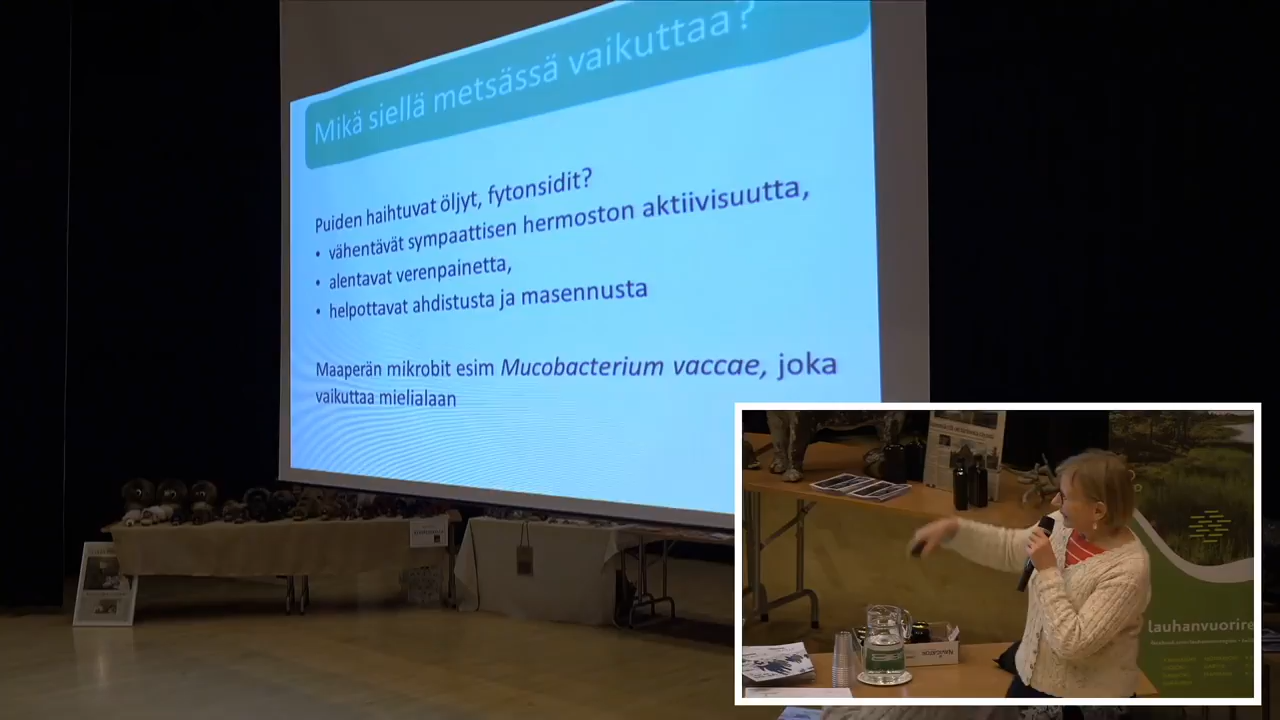 Mikä siellä metsässä vaikuttaa?
Puiden haihtuvat öljyt, fytonsidit?
• vähentävät sympaattisen hermoston aktiivisuutta,
• alentavat verenpainetta,
• helpottavat ahdistusta ja masennusta
Maaperän mikrobit esim Mucobacterium vaccae, joka
vaikuttaa mielialaan
lauhanvuorire